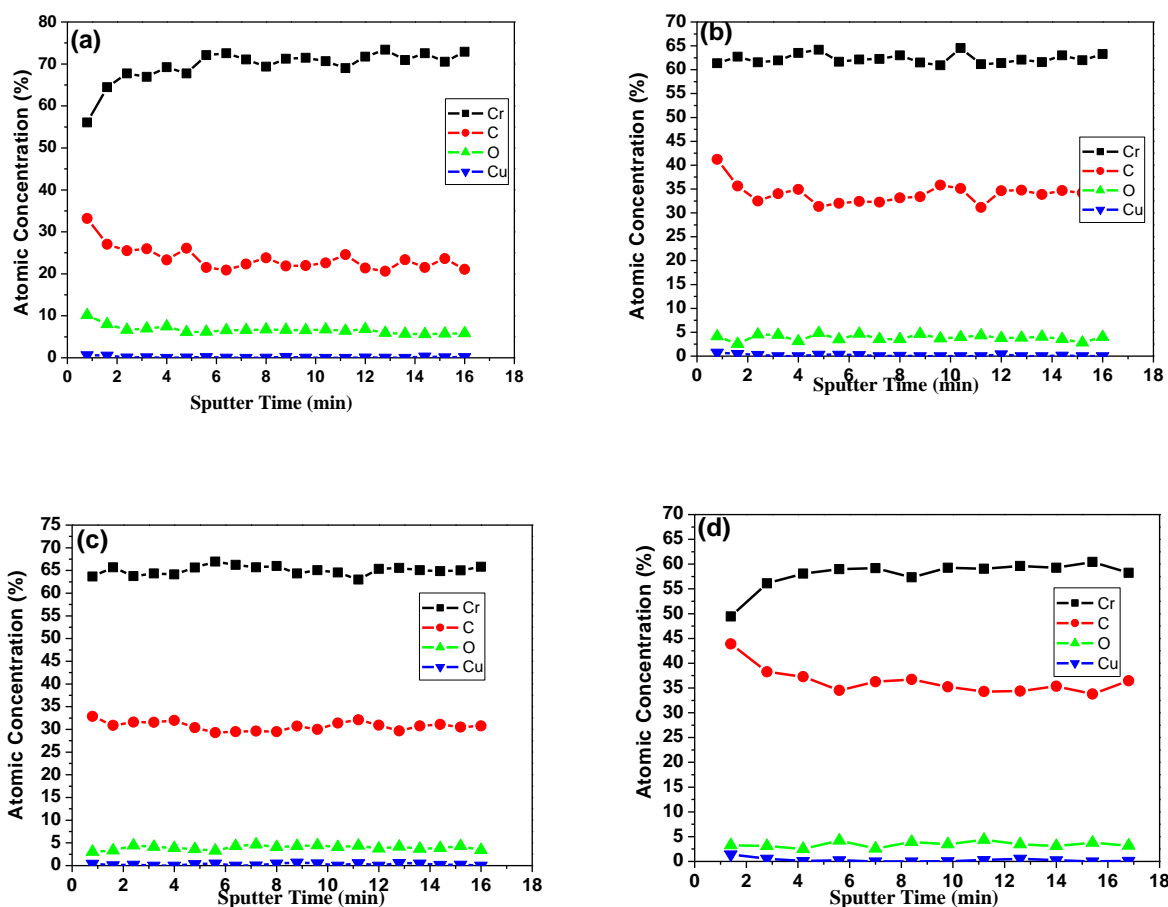 (a)
Atomic Concentration (%)
80
70
60
50
40
30
20
10
0
Cr
C
O
Cu
0 2 4 6 8 10 12 14 16 18
Sputter Time (min)
(b)
Atomic Concentration (%)
70
65
60
55
50
45
40
35
30
25
20
15
10
5
0
Cr
C
O
Cu
0 2 4 6 8 10 12 14 16 18
Sputter Time (min)
(c)
Atomic Concentration (%)
75
70
65
60
55
50
45
40
35
30
25
20
15
10
5
0
Cr
C
O
Cu
0 2 4 6 8 10 12 14 16 18
Sputter Time (min)
(d)
Atomic Concentration (%)
70
65
60
55
50
45
40
35
30
25
20
15
10
5
0
Cr
C
O
Cu
0 2 4 6 8 10 12 14 16 18
Sputter Time (min)